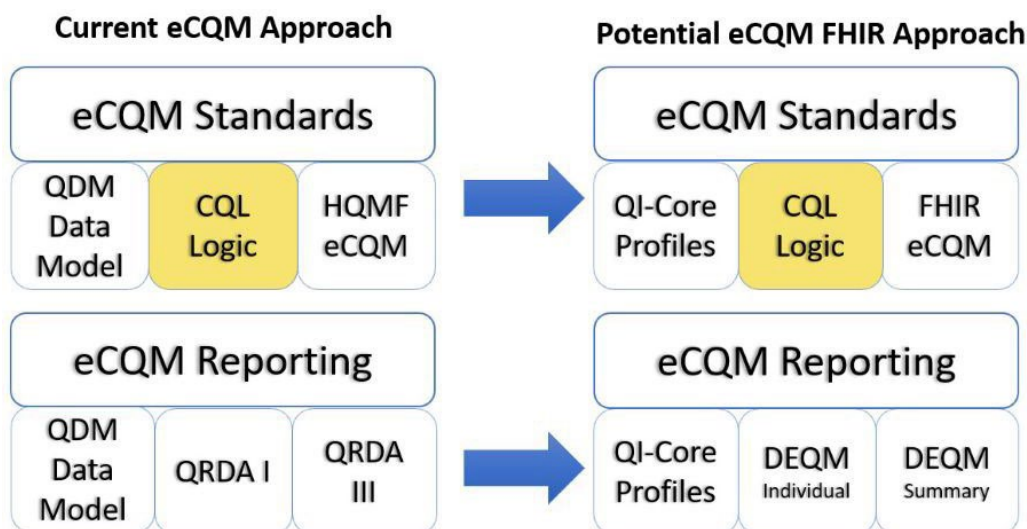 Current eCQM Approach
Potential eCQM FHIR Approach
eCQM Standards
QDM
Data
Model
CQL
Logic
HQMF
eCQM
eCQM Standards
QI-Core
Profiles
CQL
Logic
FHIR
eCQM
eCQM Reporting
QDM
Data
Model
QRDA I
QRDA
III
eCQM Reporting
QI-Core
Profiles
DEQM
Individual
DEQM
Summary